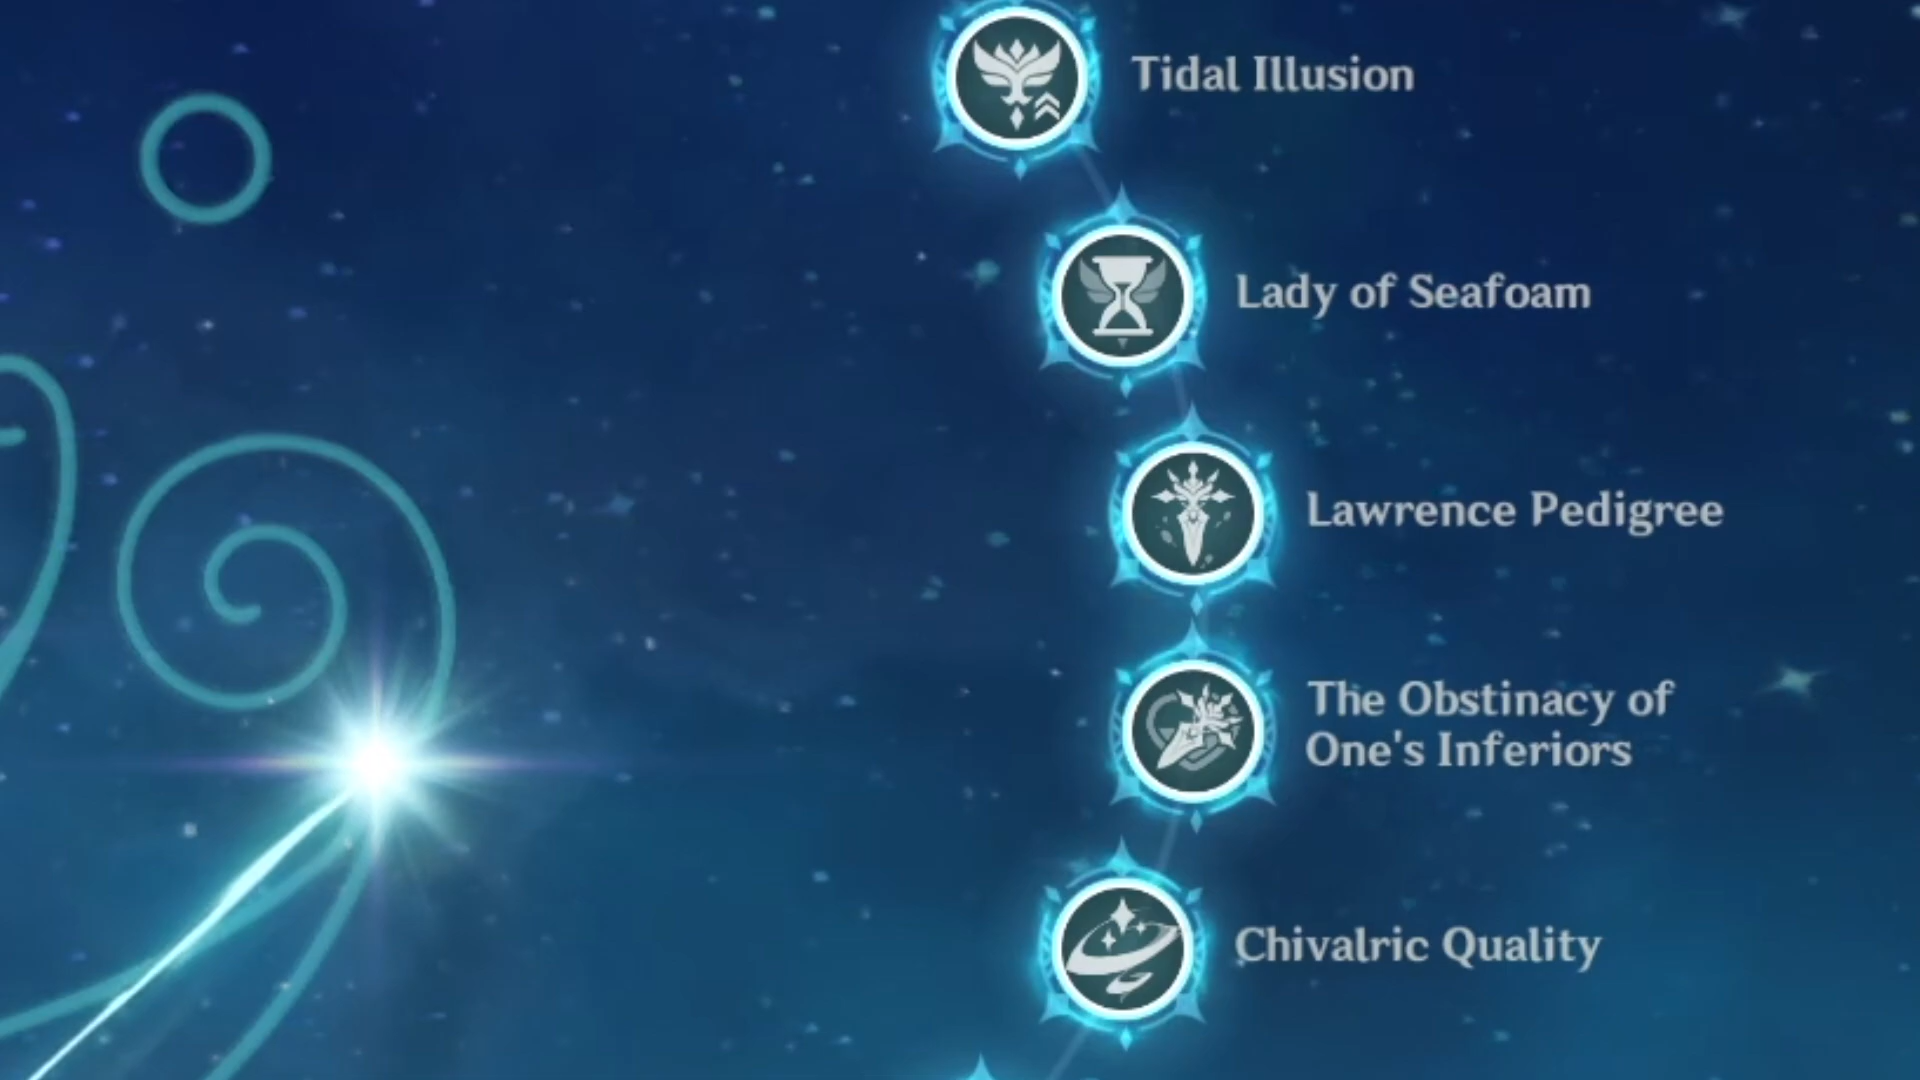 Tidal Illusion
Lady of Seafoam
Lawrence Pedigree
The Obstinacy of
One's Inferiors
Chivalric Quality